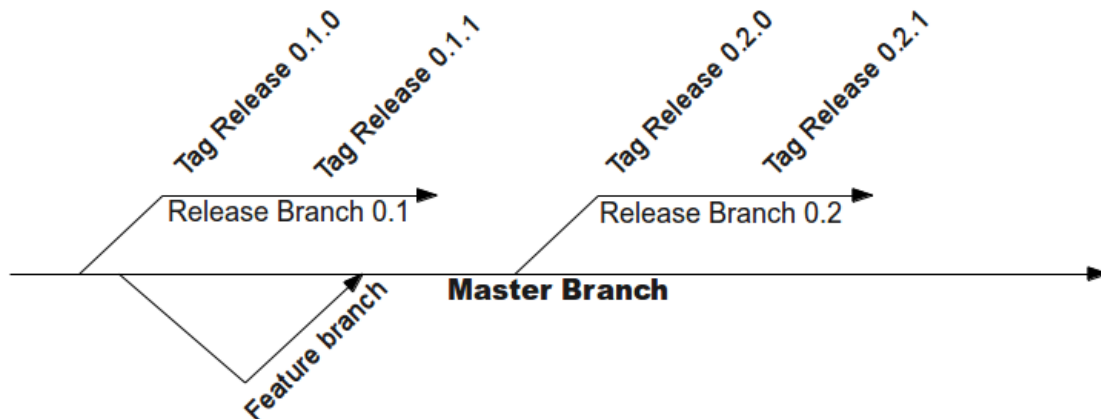 Tag Release 0.1.0
Tag Release 0.1.1
Tag Release 0.2.0
Tag Release 0.2.1
Release Branch 0.1
Release Branch 0.2
Master Branch
Feature branch